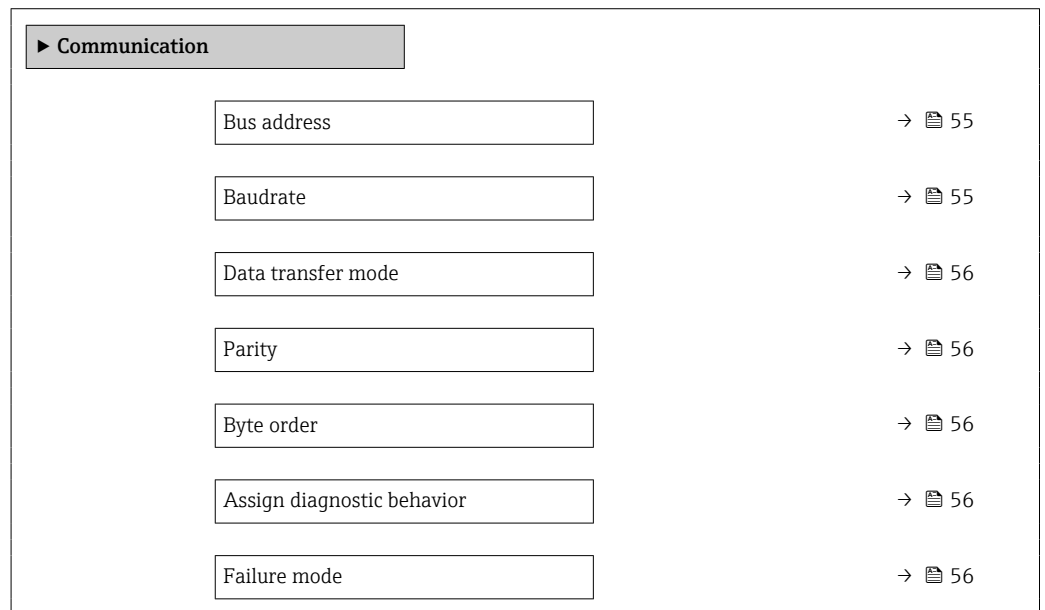 ▶ Communication
Bus address → 55
Baudrate → 55
Data transfer mode → 56
Parity → 56
Byte order → 56
Assign diagnostic behavior → 56
Failure mode → 56